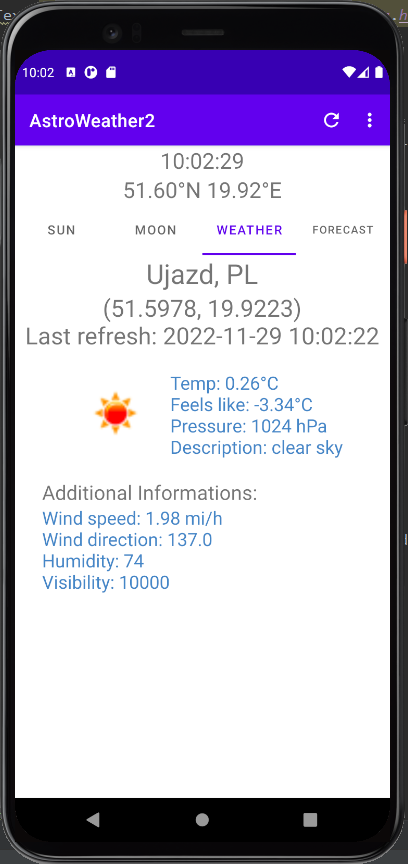 10:02
AstroWeather2
10:02:29
51.60°N 19.92°E
SUN MOON WEATHER FORECAST
Ujazd, PL
(51.5978, 19.9223)
Last refresh: 2022-11-29 10:02:22
Temp: 0.26°C
Feels like: -3.34°C
Pressure: 1024 hPa
Description: clear sky
Additional Informations:
Wind speed: 1.98 mi/h
Wind direction: 137.0
Humidity: 74
Visibility: 10000